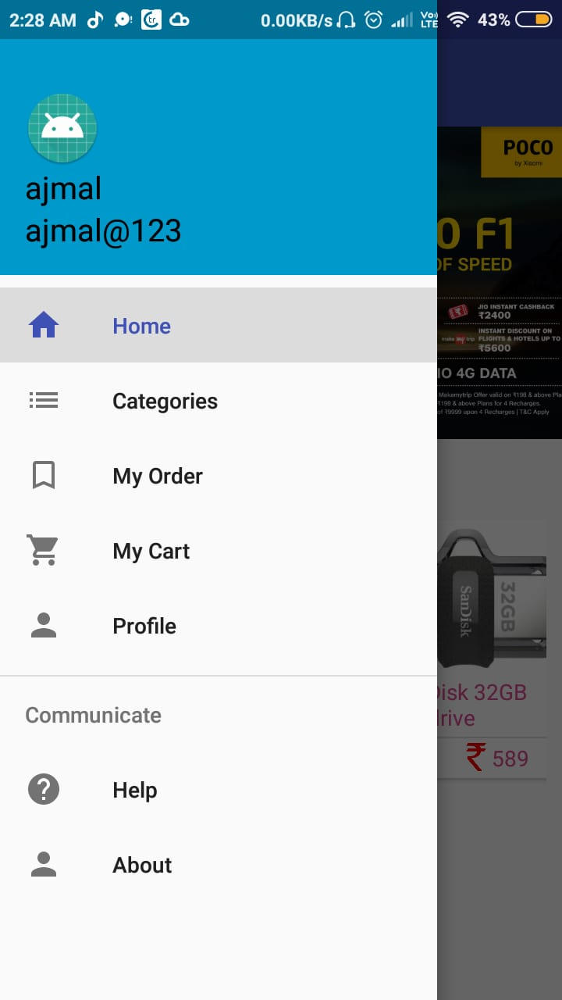 2:28 AM
0.00KB/s
Vo)
LTE
43%
ajmal
ajmal@123
Home
Categories
My Order
My Cart
Profile
Communicate
Help
About
POCO
by Xiaomi
0 F1
OF SPEED
JIO INSTANT CASHBACK
₹2400
INSTANT DISCOUNT ON
make my trip FLIGHTS & HOTELS UP TO
₹5600
IO 4G DATA
Makemytrip Offer valid on ₹198 & above Pla
₹198 & above Plans for 4 Recharges.
of ₹9999 upon 4 Recharges | T&C Apply
SanDisk
32GB
Disk 32GB
drive
₹ 589